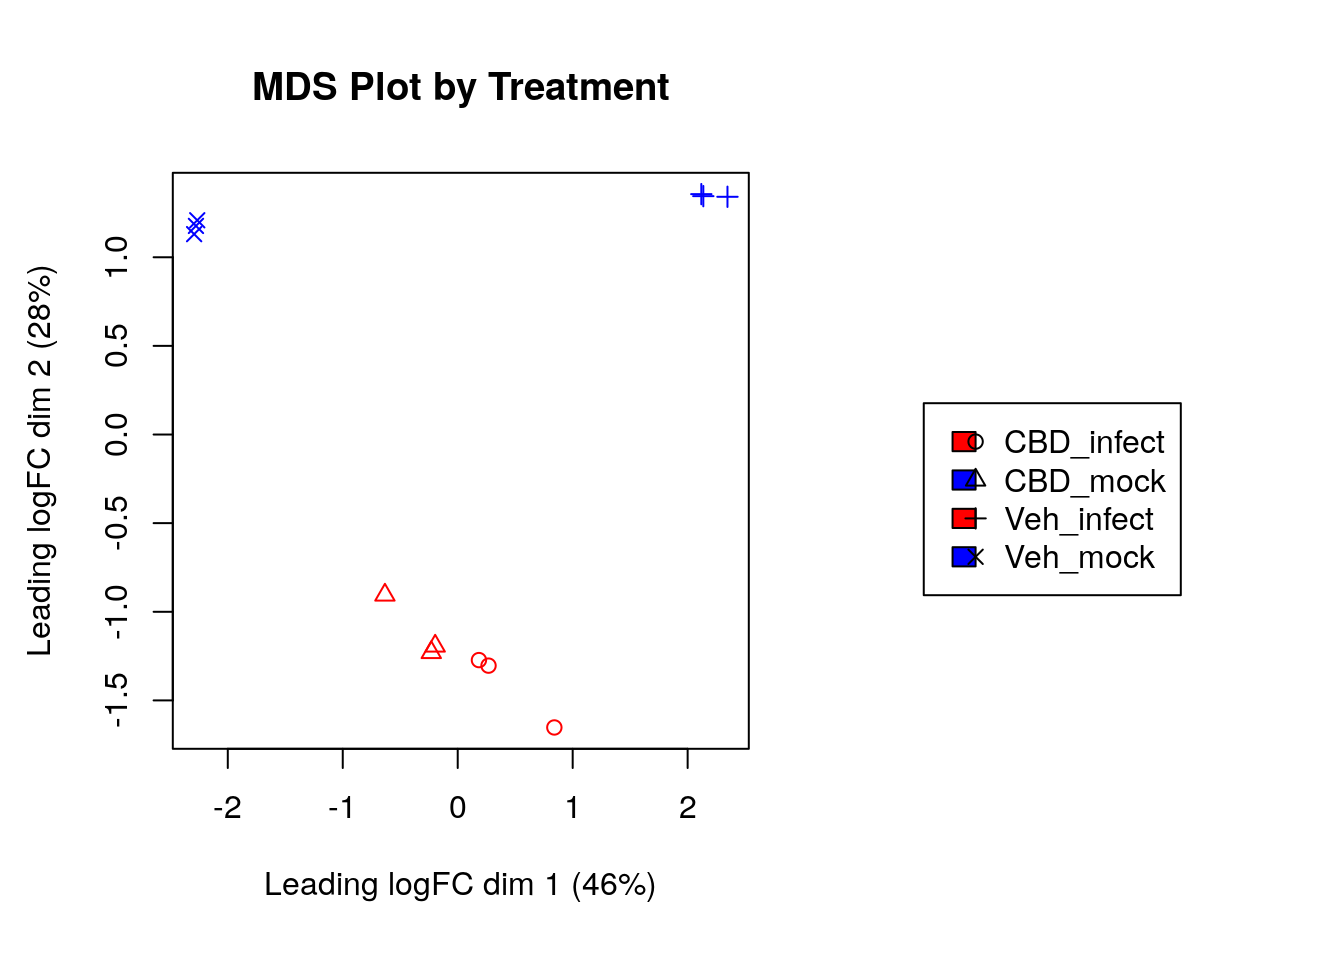 MDS Plot by Treatment
Leading logFC dim 2 (28%)
1.0
0.5
0.0
-0.5
-1.0
-1.5
-2 -1 0 1 2
Leading logFC dim 1 (46%)
CBD_infect
CBD_mock
Veh_infect
Veh_mock